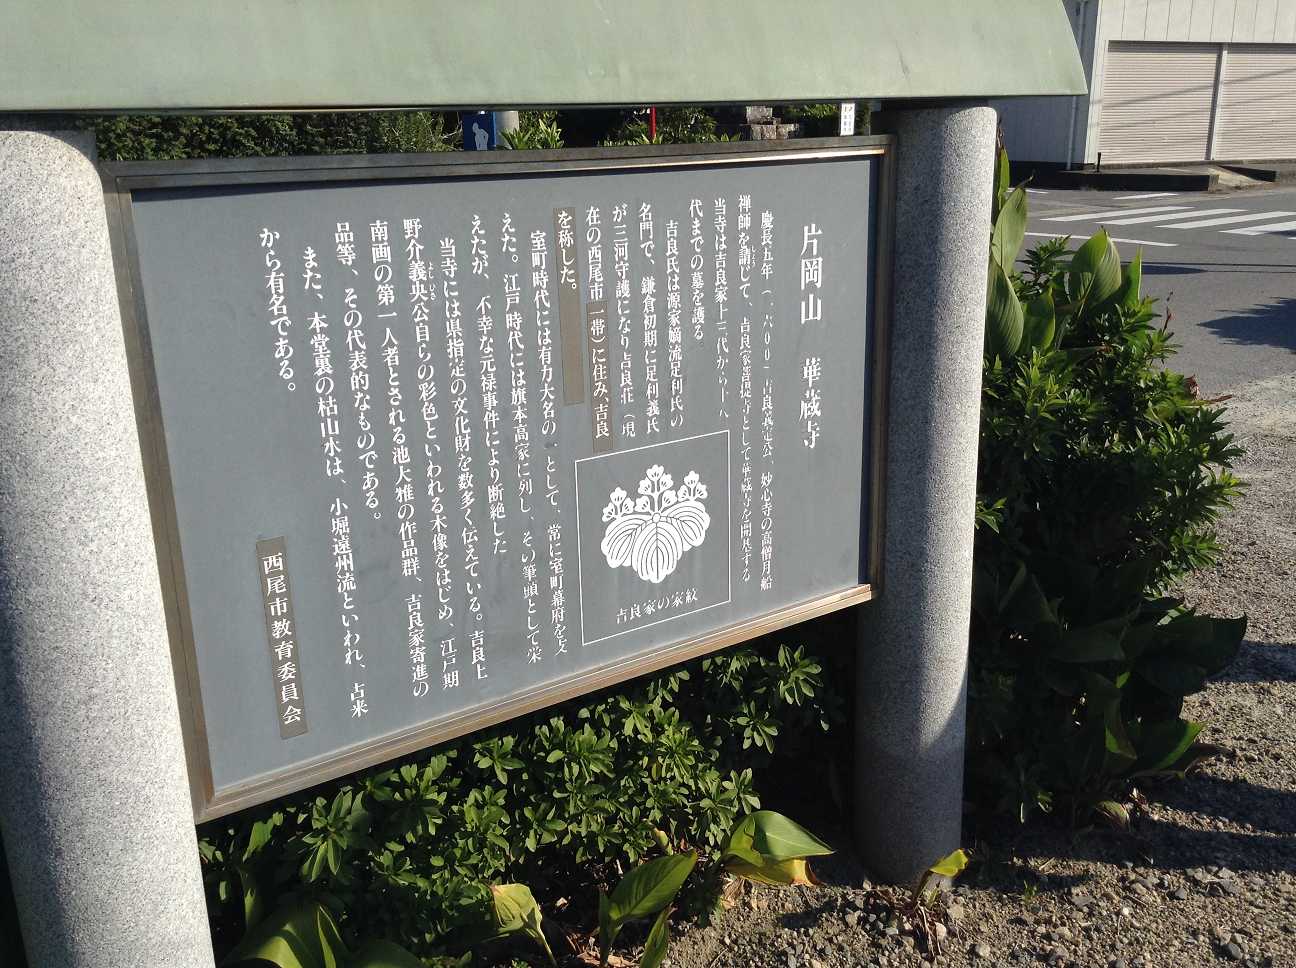 片岡山 華蔵寺
慶長五年(一六〇〇)吉良義定公、妙心寺の高僧月船
禅師を請じて、吉良家菩提寺として華蔵寺を開基する
当寺は吉良家十三代から十八
代までの墓を護る
吉良氏は源家嫡流足利氏の
名門で、鎌倉初期に足利義氏
が三河守護になり吉良荘(現
在の西尾市一帯)に住み、吉良
を称した。
室町時代には有力大名の一として、常に室町幕府を支
えた。江戸時代には旗本高家に列し、その筆頭として栄
えたが、不幸な元禄事件により断絶した
当寺には県指定の文化財を数多く伝えている。吉良上
野介義央公自らの彩色といわれる木像をはじめ、江戸期
南画の第一人者とされる池大雅の作品群、吉良家寄進の
品等、その代表的なものである。
また、本堂裏の枯山水は、小堀遠州流といわれ、古来
から有名である。
西尾市教育委員会
吉良家の家紋